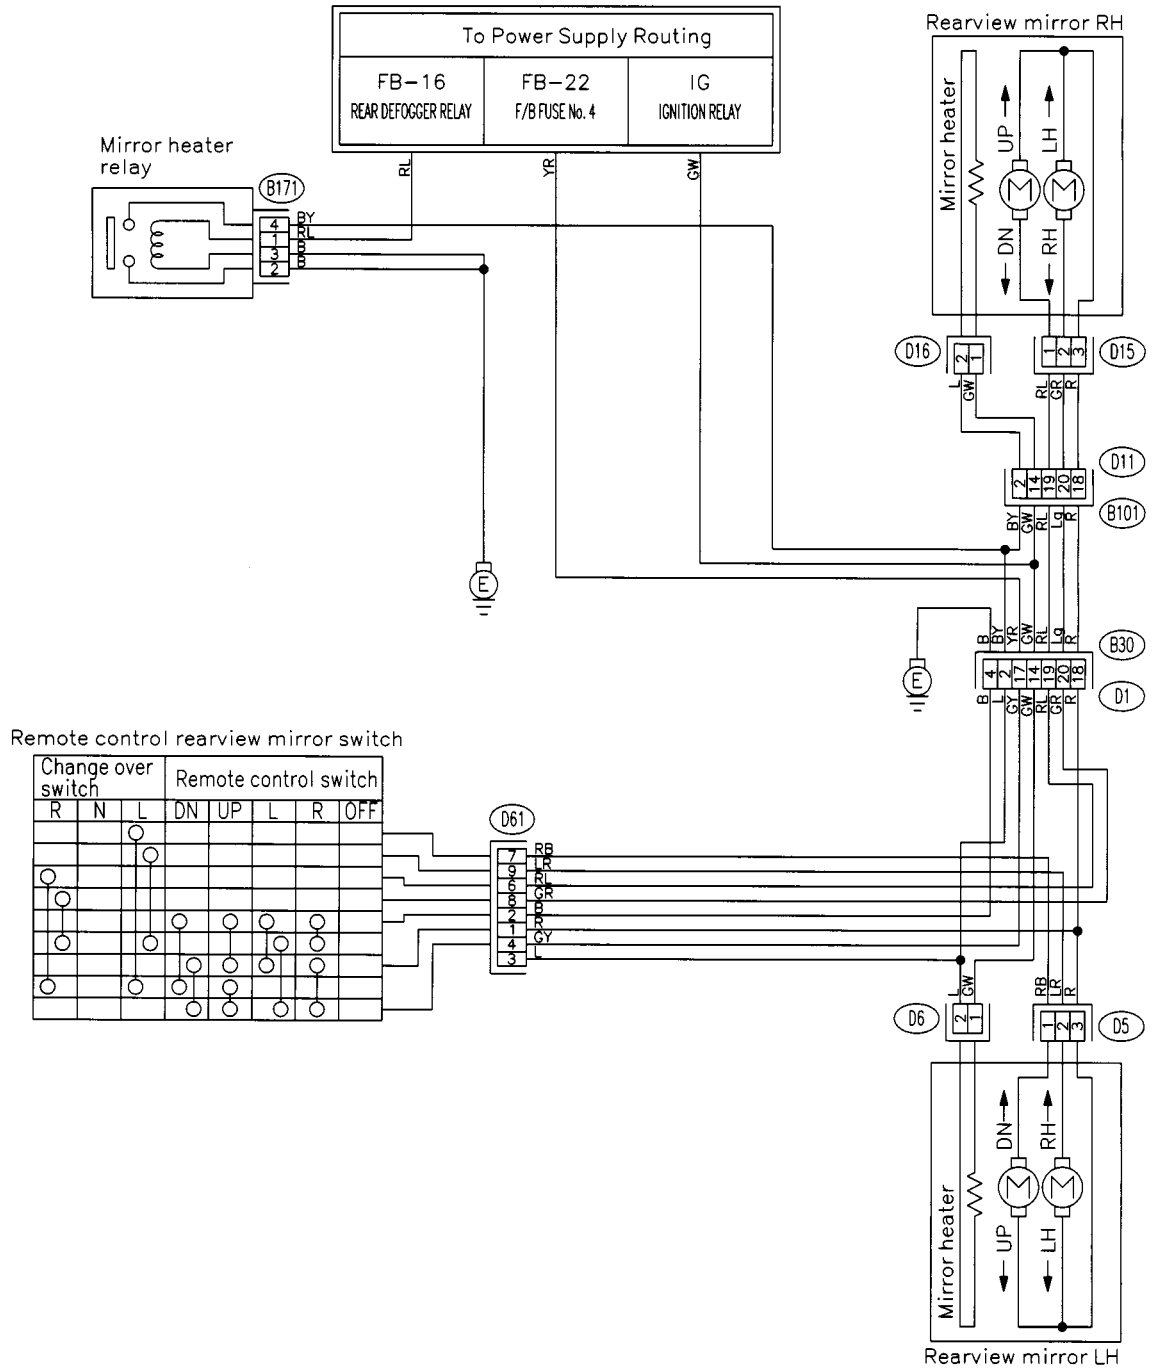 Rearview mirror RH
To Power Supply Routing
FB-16
REAR DEFOGGER RELAY
FB-22
F/B FUSE No. 4
IG
IGNITION RELAY
RL
YR
GW
Mirror heater
relay
B171
4
1
3
2
BY
RL
B
B
Mirror heater
UP
LH
M
M
DN
RH
D16
2
1
1
2
3
D15
L
GW
RL
GR
R
D11
2
14
19
20
18
B101
BY
GW
RL
Lg
R
E
B
BY
YR
GW
RL
Lg
R
B30
E
4
2
17
14
19
20
18
D1
B
L
GY
GW
RL
GR
R
Remote control rearview mirror switch
Change over
switch
Remote control switch
R
N
L
DN
UP
L
R
OFF
D61
7
9
6
8
2
1
4
3
RB
LR
RL
GR
B
R
GY
L
L
GW
RB
LR
R
D6
2
1
1
2
3
D5
Mirror heater
DN
RH
M
M
UP
LH
Rearview mirror LH